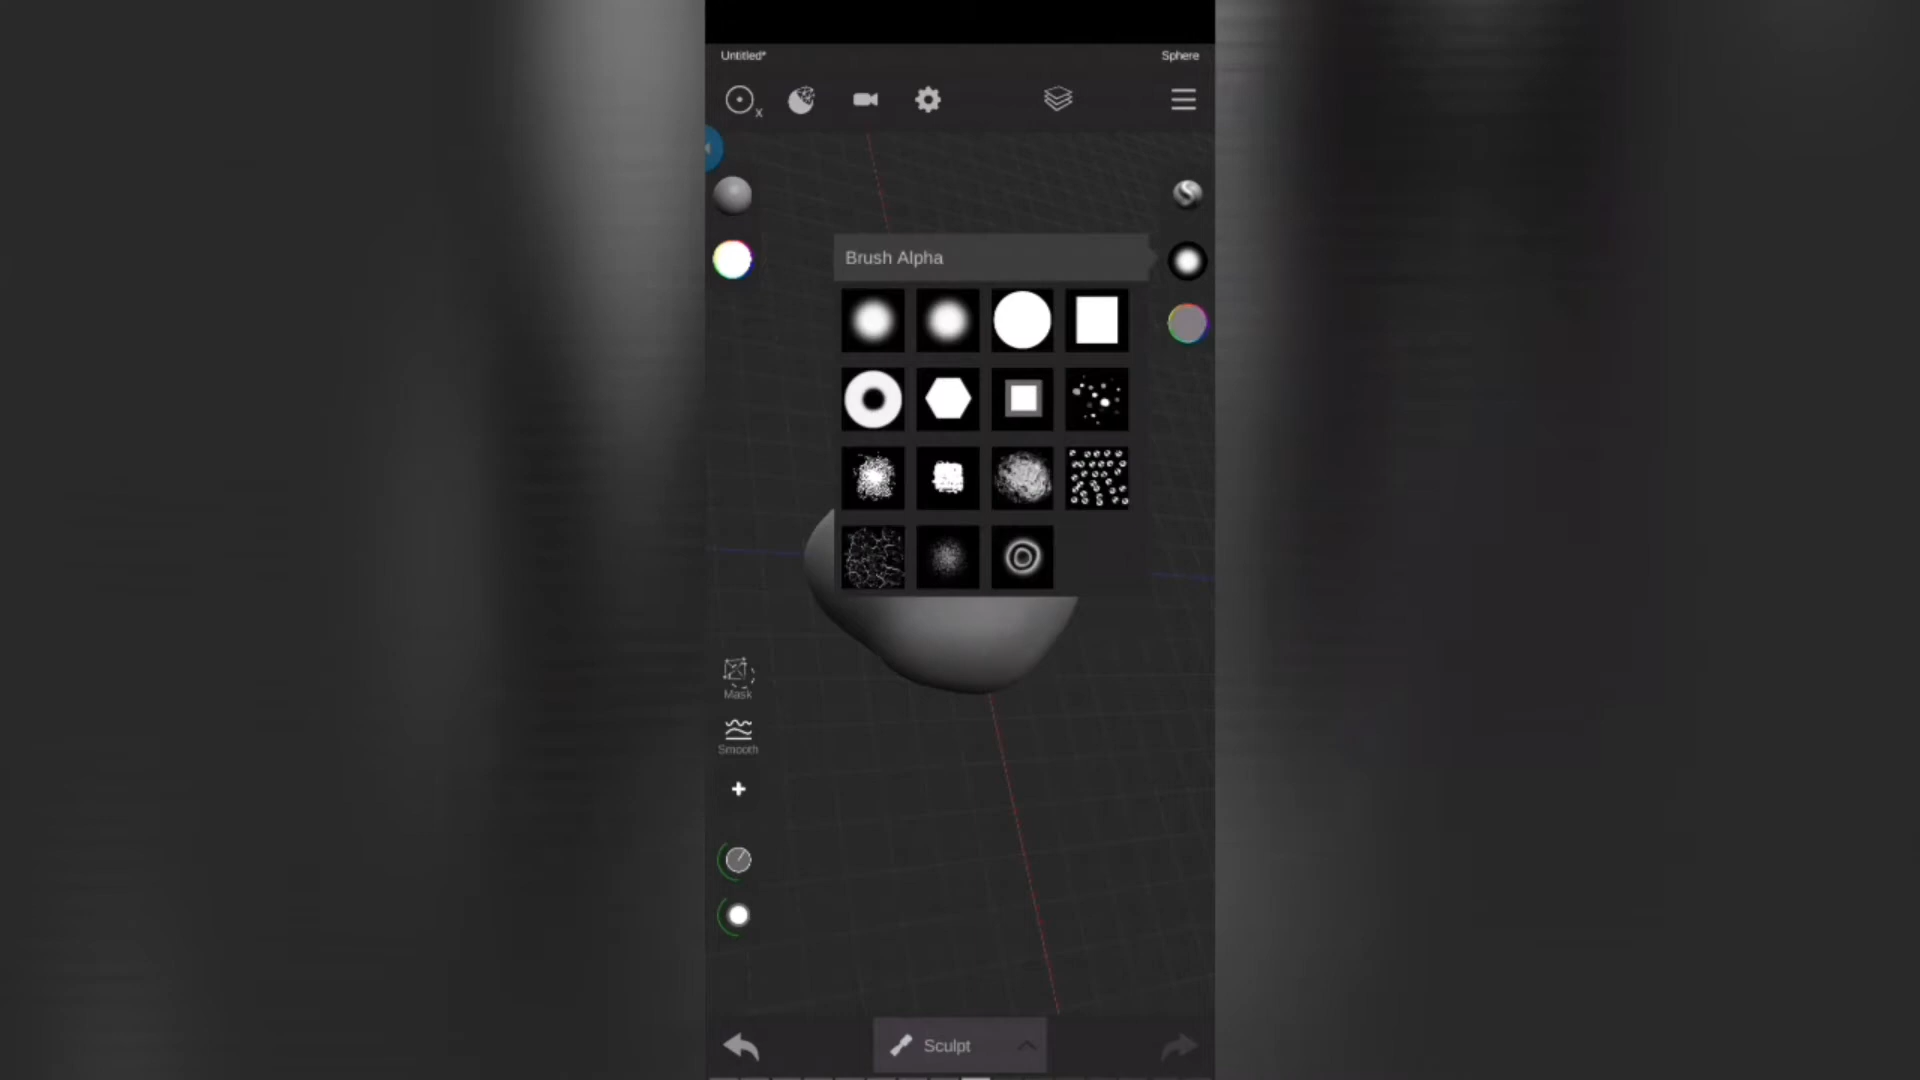 Untitled*
Sphere
x
Brush Alpha
Mask
Smooth
Sculpt